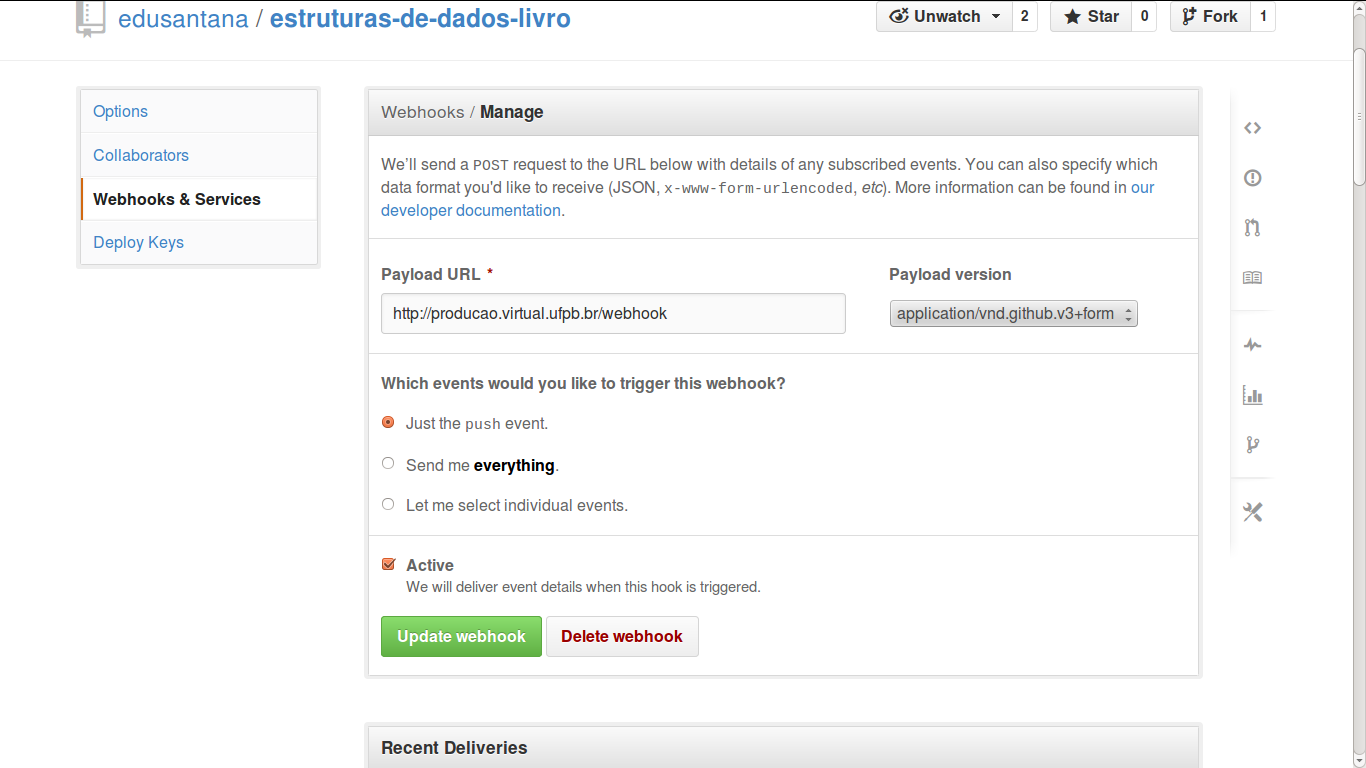 edusantana / estruturas-de-dados-livro
Unwatch 2 Star 0 Fork 1
Options
Collaborators
Webhooks & Services
Deploy Keys
Webhooks / Manage
We'll send a POST request to the URL below with details of any subscribed events. You can also specify which
data format you'd like to receive (JSON, x-www-form-urlencoded, etc). More information can be found in our
developer documentation.
Payload URL *
http://producao.virtual.ufpb.br/webhook
Payload version
application/vnd.github.v3+form
Which events would you like to trigger this webhook?
Just the push event.
Send me everything.
Let me select individual events.
Active
We will deliver event details when this hook is triggered.
Update webhook
Delete webhook
Recent Deliveries